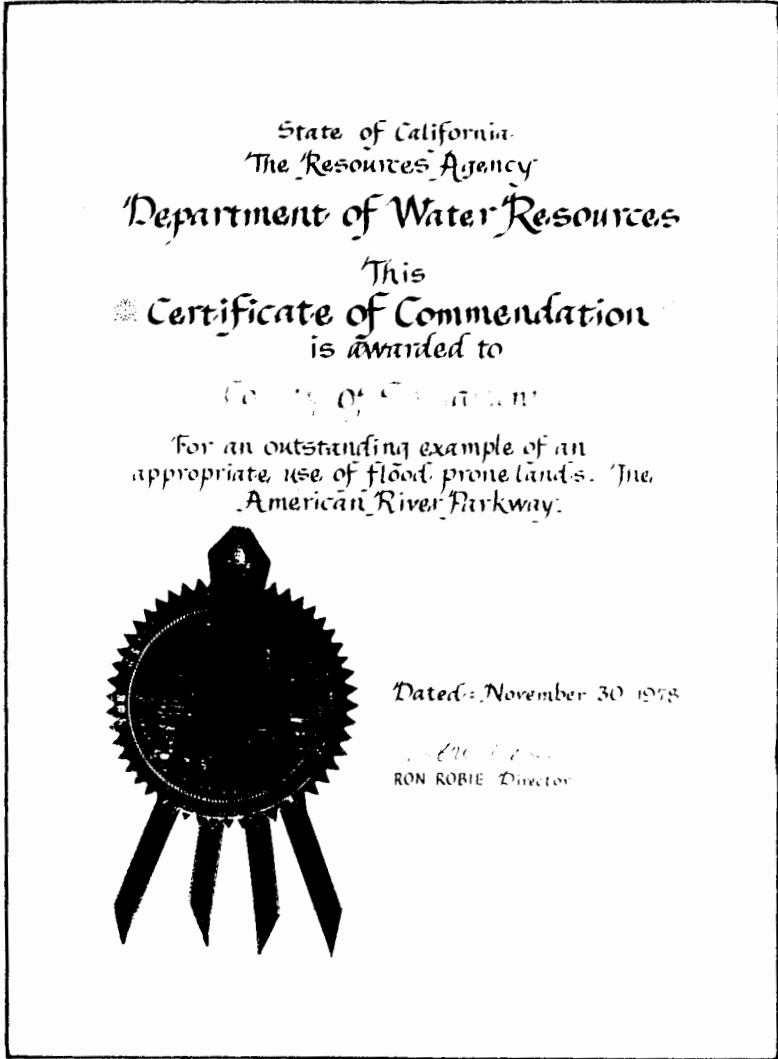 State of California
The Resources Agency
Department of Water Resources
This
Certificate of Commendation
is awarded to
For an outstanding example of an
appropriate use of flood prone lands. The
American River Parkway.
Dated: November 30 1978
RON ROBIE Director